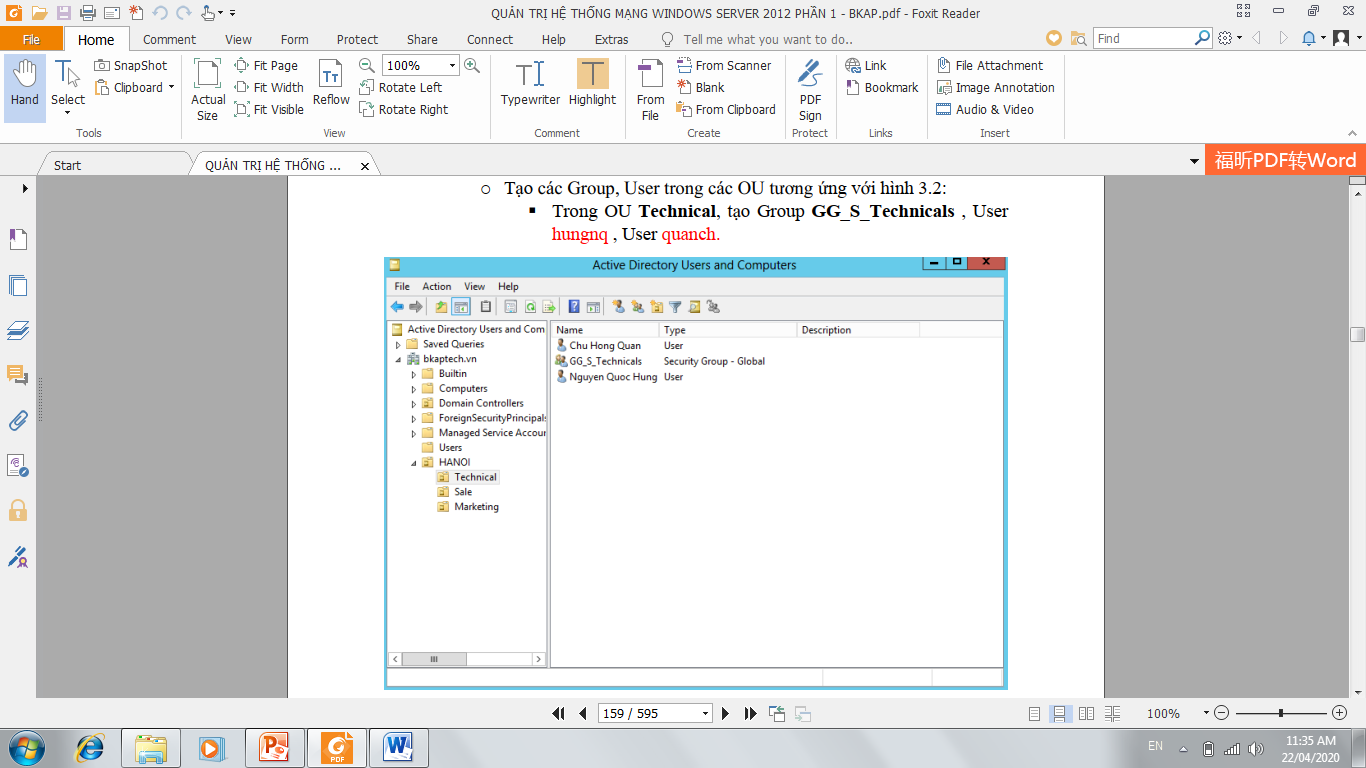 QUẢN TRỊ HỆ THỐNG MẠNG WINDOWS SERVER 2012 PHẦN 1 - BKAP.pdf - Foxit Reader
File Home Comment View Form Protect Share Connect Help Extras Tell me what you want to do.. Find
Hand
Select
SnapShot
Clipboard
Tools
Actual Size
Fit Page
Fit Width
Fit Visible
Reflow
100%
Rotate Left
Rotate Right
View
Typewriter
Highlight
Comment
From File
From Scanner
Blank
From Clipboard
Create
PDF Sign
Protect
Link
Bookmark
Links
File Attachment
Image Annotation
Audio & Video
Insert
Start
QUẢN TRỊ HỆ THỐNG ...
福昕PDF转Word
o Tạo các Group, User trong các OU tương ứng với hình 3.2:
▪ Trong OU Technical, tạo Group GG_S_Technicals , User
hungnq , User quanch.
Active Directory Users and Computers
File Action View Help
Active Directory Users and Com
Saved Queries
bkaptech.vn
Builtin
Computers
Domain Controllers
ForeignSecurityPrincipals
Managed Service Accour
Users
HANOI
Technical
Sale
Marketing
Name Type Description
Chu Hong Quan User
GG_S_Technicals Security Group - Global
Nguyen Quoc Hung User
159 / 595
100%
EN
11:35 AM
22/04/2020